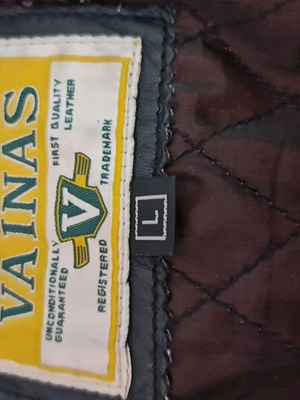 VAINAS
UNCONDITIONALLY
GUARANTEED
FIRST QUALITY
LEATHER
V
REGISTERED TRADEMARK
L